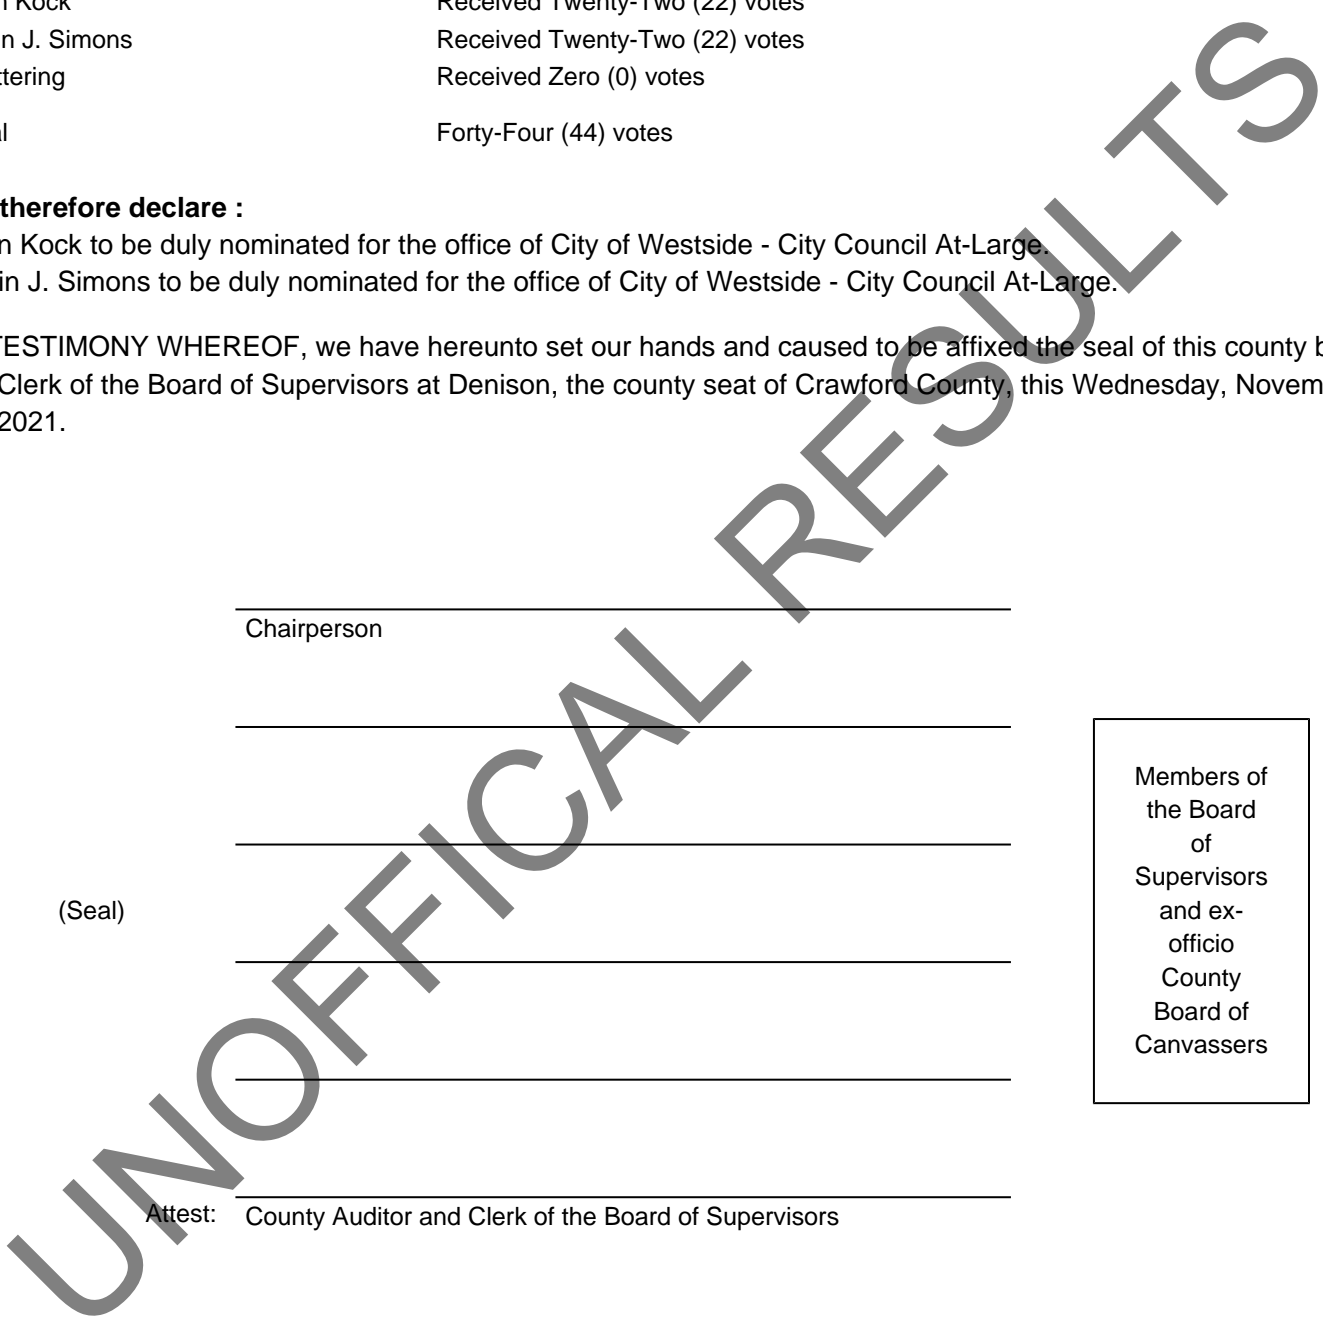 n Kock Received Twenty-Two (22) votes
n J. Simons Received Twenty-Two (22) votes
ttering Received Zero (0) votes
al Forty-Four (44) votes
therefore declare :
n Kock to be duly nominated for the office of City of Westside - City Council At-Large.
in J. Simons to be duly nominated for the office of City of Westside - City Council At-Large.
TESTIMONY WHEREOF, we have hereunto set our hands and caused to be affixed the seal of this county b
Clerk of the Board of Supervisors at Denison, the county seat of Crawford County, this Wednesday, Novem
2021.
Chairperson
Members of
the Board
of
Supervisors
and ex-
officio
County
Board of
Canvassers
(Seal)
Attest: County Auditor and Clerk of the Board of Supervisors
UNOFFICAL RESULTS